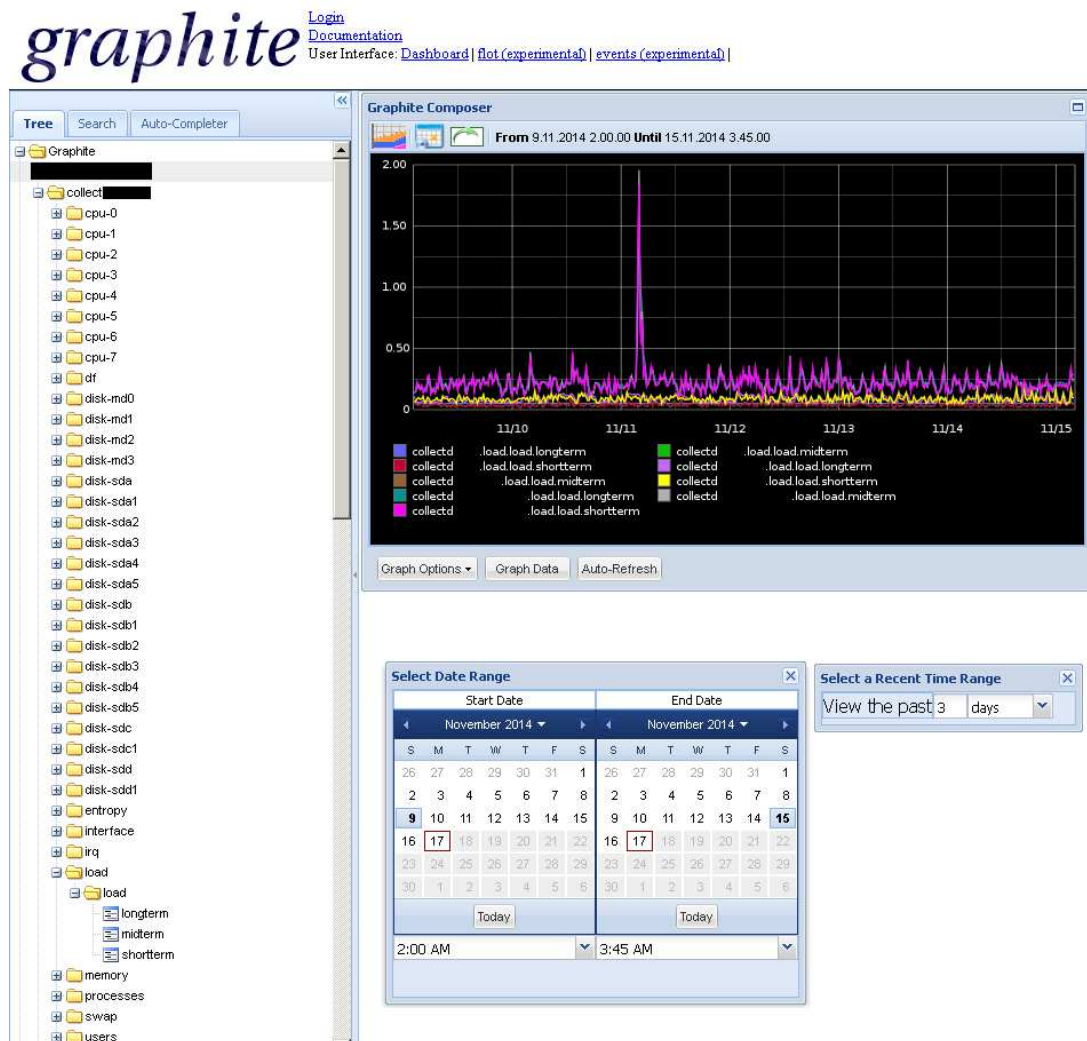 graphite
Login
Documentation
User Interface: Dashboard | flot (experimental) | events (experimental) |
Tree Search Auto-Completer
Graphite
collect
cpu-0
cpu-1
cpu-2
cpu-3
cpu-4
cpu-5
cpu-6
cpu-7
df
disk-md0
disk-md1
disk-md2
disk-md3
disk-sda
disk-sda1
disk-sda2
disk-sda3
disk-sda4
disk-sda5
disk-sdb
disk-sdb1
disk-sdb2
disk-sdb3
disk-sdb4
disk-sdb5
disk-sdc
disk-sdc1
disk-sdd
disk-sdd1
entropy
interface
irq
load
load
longterm
midterm
shortterm
memory
processes
swap
users
Graphite Composer
From 9.11.2014 2.00.00 Until 15.11.2014 3.45.00
2.00
1.50
1.00
0.50
0
11/10 11/11 11/12 11/13 11/14 11/15
collectd .load.load.longterm collectd .load.load.midterm
collectd .load.load.shortterm collectd .load.load.longterm
collectd .load.load.midterm collectd .load.load.shortterm
collectd .load.load.longterm collectd .load.load.midterm
collectd .load.load.shortterm
Graph Options Graph Data Auto-Refresh
Select Date Range
Start Date End Date
November 2014 November 2014
S M T W T F S S M T W T F S
26 27 28 29 30 31 1 26 27 28 29 30 31 1
2 3 4 5 6 7 8 2 3 4 5 6 7 8
9 10 11 12 13 14 15 9 10 11 12 13 14 15
16 17 18 19 20 21 22 16 17 18 19 20 21 22
23 24 25 26 27 28 29 23 24 25 26 27 28 29
30 1 2 3 4 5 6 30 1 2 3 4 5 6
Today Today
2:00 AM 3:45 AM
Select a Recent Time Range
View the past 3 days